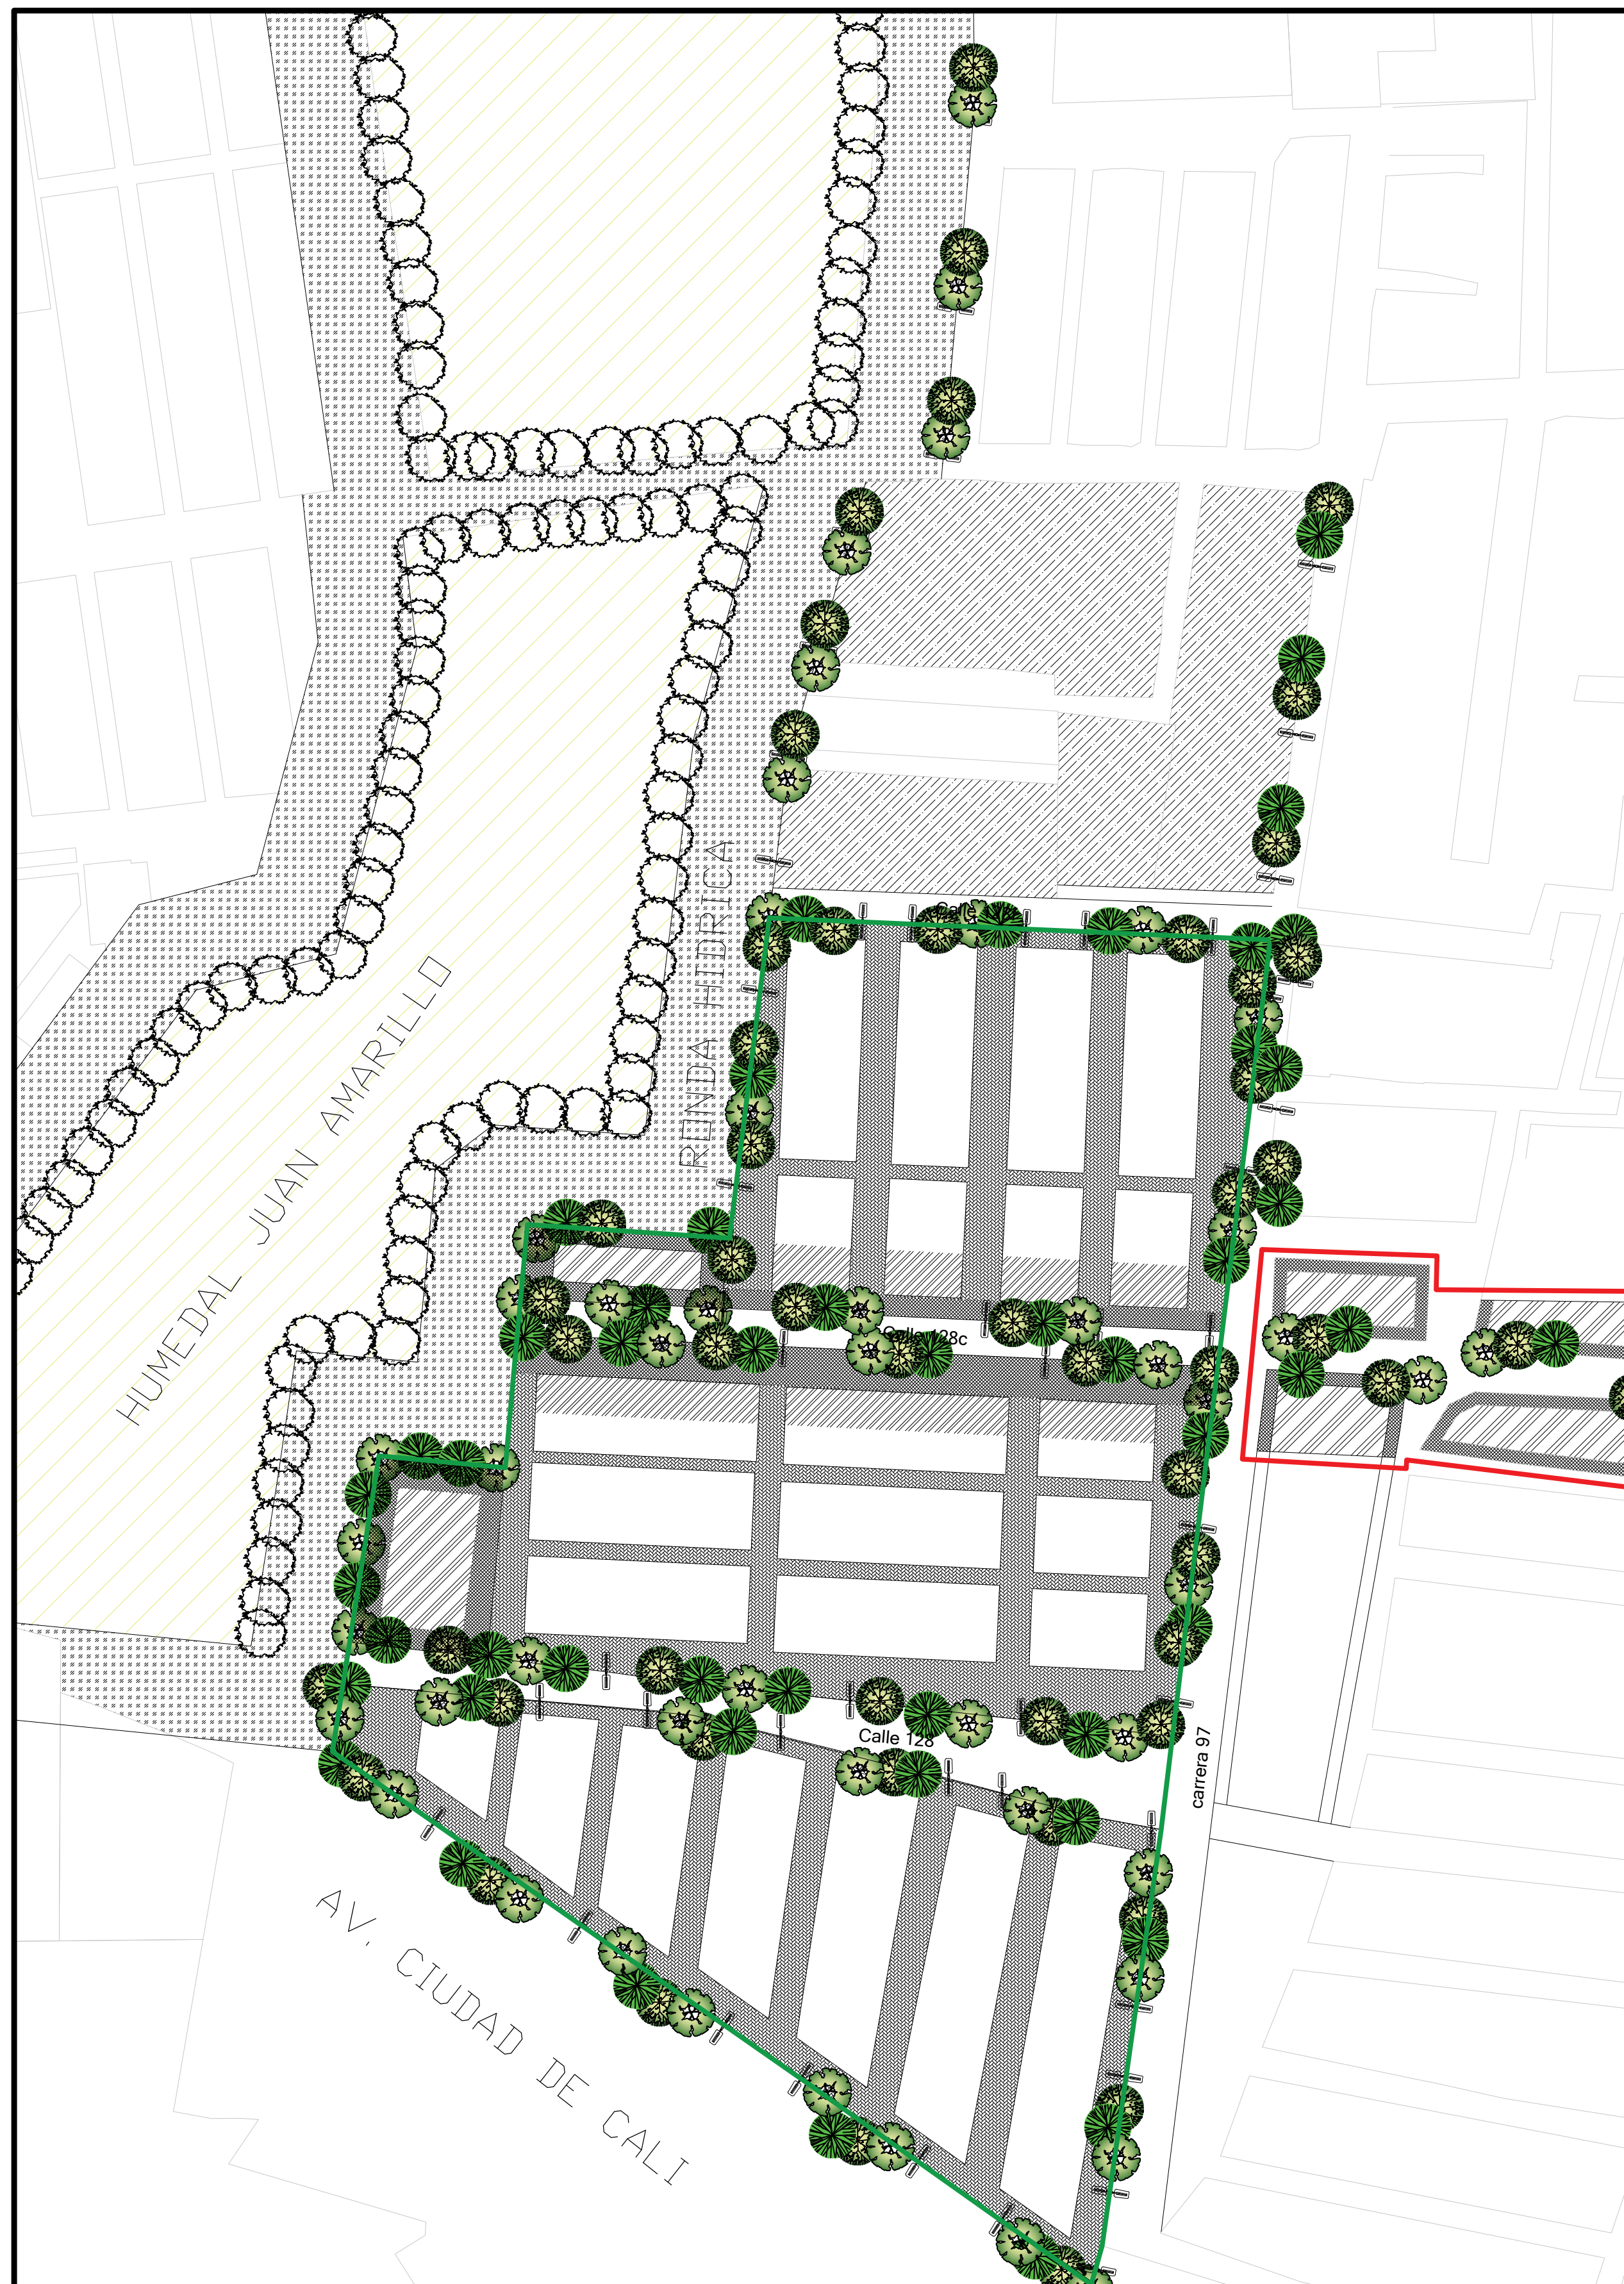 Calle
RONDA HIDRICA
HUMEDAL JUAN AMARILLO
Calle 128c
Calle 128
carrera 97
AV. CIUDAD DE CALI